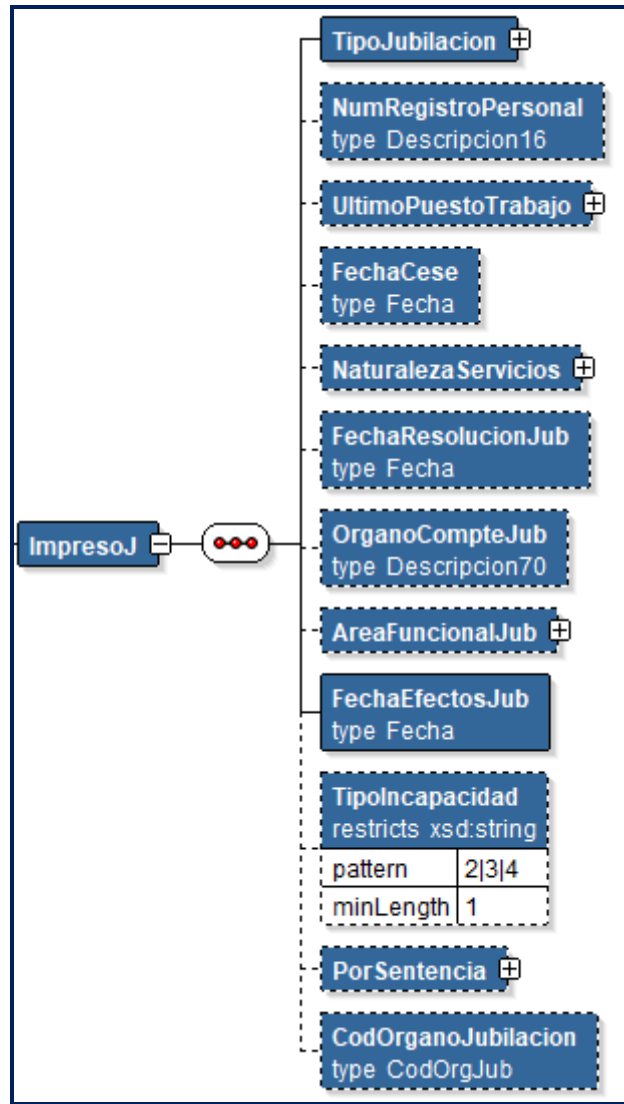 TipoJubilacion
NumRegistroPersonal
type Descripcion16
UltimoPuestoTrabajo
FechaCese
type Fecha
NaturalezaServicios
FechaResolucionJub
type Fecha
ImpresoJ
OrganoCompteJub
type Descripcion70
AreaFuncionalJub
FechaEfectosJub
type Fecha
TipoIncapacidad
restricts xsd:string
pattern 2|3|4
minLength 1
PorSentencia
CodOrganoJubilacion
type CodOrgJub